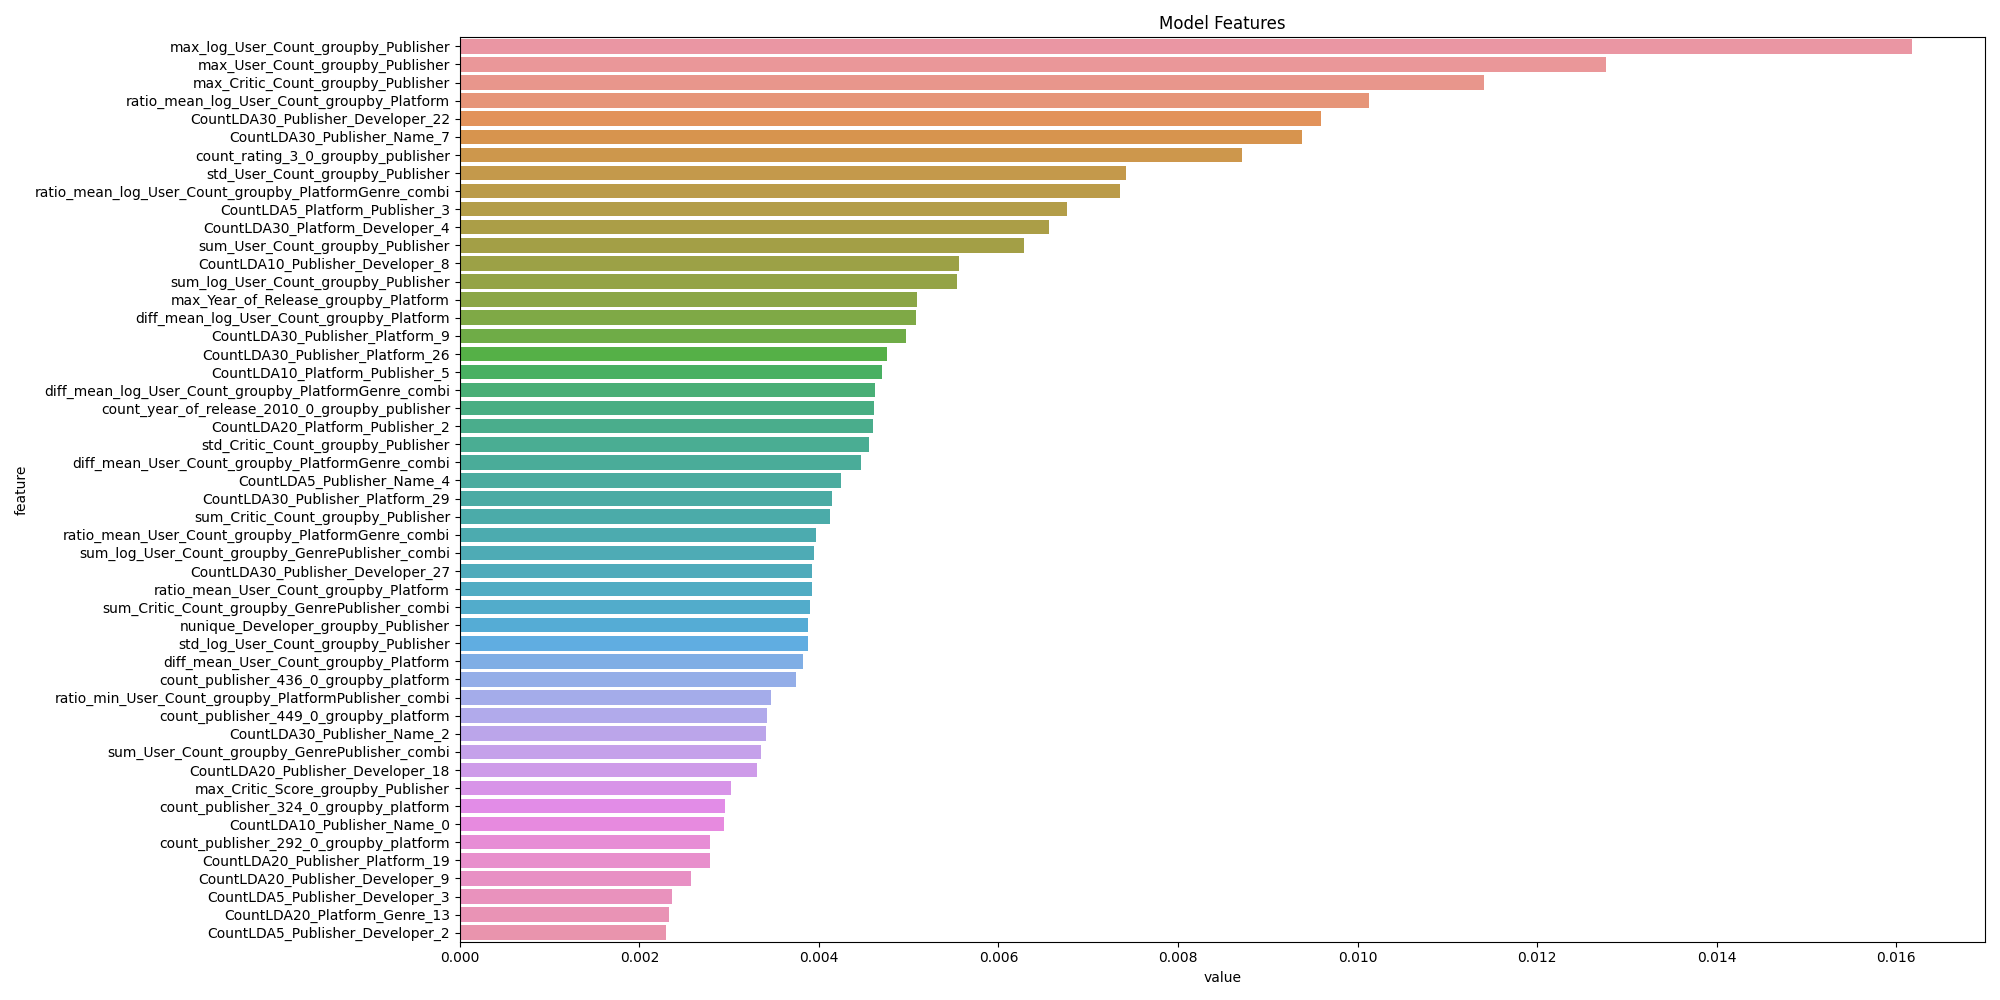 Model Features
max_log_User_Count_groupby_Publisher
max_User_Count_groupby_Publisher
max_Critic_Count_groupby_Publisher
ratio_mean_log_User_Count_groupby_Platform
CountLDA30_Publisher_Developer_22
CountLDA30_Publisher_Name_7
count_rating_3_0_groupby_publisher
std_User_Count_groupby_Publisher
ratio_mean_log_User_Count_groupby_PlatformGenre_combi
CountLDA5_Platform_Publisher_3
CountLDA30_Platform_Developer_4
sum_User_Count_groupby_Publisher
CountLDA10_Publisher_Developer_8
sum_log_User_Count_groupby_Publisher
max_Year_of_Release_groupby_Platform
diff_mean_log_User_Count_groupby_Platform
CountLDA30_Publisher_Platform_9
CountLDA30_Publisher_Platform_26
CountLDA10_Platform_Publisher_5
diff_mean_log_User_Count_groupby_PlatformGenre_combi
count_year_of_release_2010_0_groupby_publisher
CountLDA20_Platform_Publisher_2
std_Critic_Count_groupby_Publisher
diff_mean_User_Count_groupby_PlatformGenre_combi
CountLDA5_Publisher_Name_4
CountLDA30_Publisher_Platform_29
sum_Critic_Count_groupby_Publisher
ratio_mean_User_Count_groupby_PlatformGenre_combi
sum_log_User_Count_groupby_GenrePublisher_combi
CountLDA30_Publisher_Developer_27
ratio_mean_User_Count_groupby_Platform
sum_Critic_Count_groupby_GenrePublisher_combi
nunique_Developer_groupby_Publisher
std_log_User_Count_groupby_Publisher
diff_mean_User_Count_groupby_Platform
count_publisher_436_0_groupby_platform
ratio_min_User_Count_groupby_PlatformPublisher_combi
count_publisher_449_0_groupby_platform
CountLDA30_Publisher_Name_2
sum_User_Count_groupby_GenrePublisher_combi
CountLDA20_Publisher_Developer_18
max_Critic_Score_groupby_Publisher
count_publisher_324_0_groupby_platform
CountLDA10_Publisher_Name_0
count_publisher_292_0_groupby_platform
CountLDA20_Publisher_Platform_19
CountLDA20_Publisher_Developer_9
CountLDA5_Publisher_Developer_3
CountLDA20_Platform_Genre_13
CountLDA5_Publisher_Developer_2
feature
0.000 0.002 0.004 0.006 0.008 0.010 0.012 0.014 0.016
value